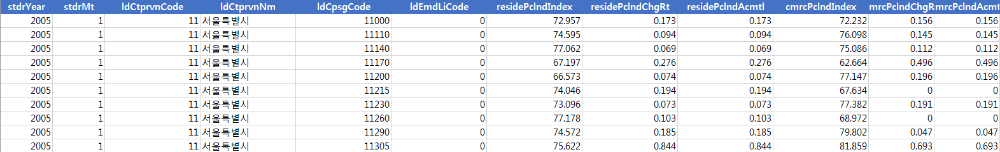 stdrYear stdrMt ldCtprvnCode ldCtprvnNm ldCpsgCode ldEmdLiCode residePclndIndex residePclndChgRt residePclndAcmtl cmrcPclndIndex mrcPclndChgR mrcPclndAcmt
2005 1 11 서울특별시 11000 0 72.957 0.173 0.173 72.232 0.156 0.156
2005 1 11 서울특별시 11110 0 74.595 0.094 0.094 76.098 0.145 0.145
2005 1 11 서울특별시 11140 0 77.062 0.069 0.069 75.086 0.112 0.112
2005 1 11 서울특별시 11170 0 67.197 0.276 0.276 62.664 0.496 0.496
2005 1 11 서울특별시 11200 0 66.573 0.074 0.074 77.147 0.196 0.196
2005 1 11 서울특별시 11215 0 74.046 0.194 0.194 67.634 0 0
2005 1 11 서울특별시 11230 0 73.096 0.073 0.073 77.382 0.191 0.191
2005 1 11 서울특별시 11260 0 77.178 0.103 0.103 68.972 0 0
2005 1 11 서울특별시 11290 0 74.572 0.185 0.185 79.802 0.047 0.047
2005 1 11 서울특별시 11305 0 75.622 0.844 0.844 81.859 0.693 0.693